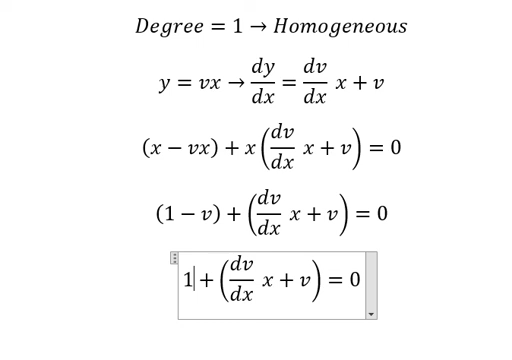 Degree = 1 → Homogeneous
y = vx → dy/dx = dv/dx x + v
(x − vx) + x(dv/dx x + v) = 0
(1 − v) + (dv/dx x + v) = 0
1 + (dv/dx x + v) = 0